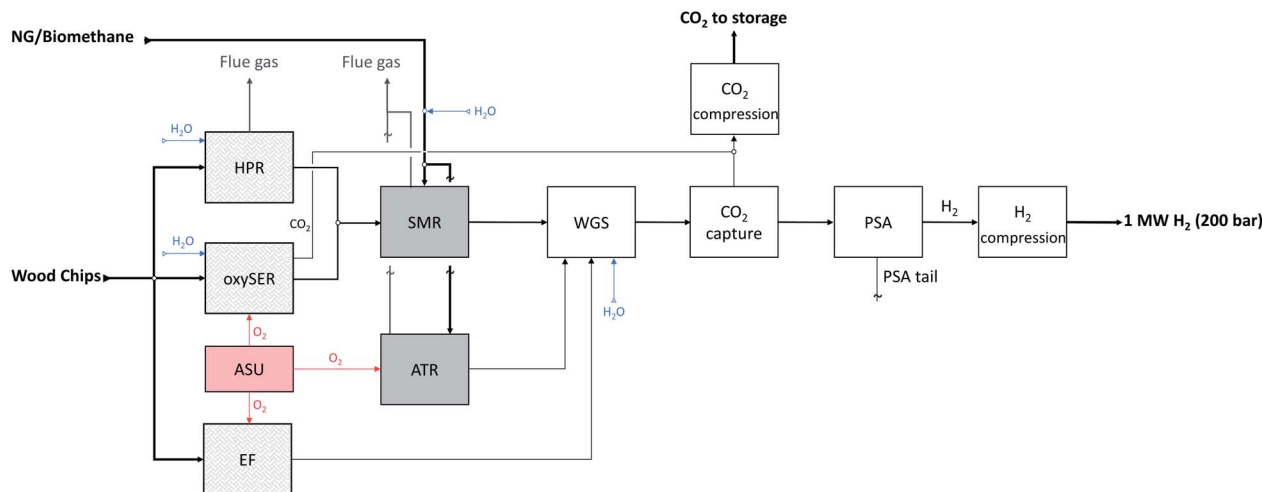 CO₂ to storage
NG/Biomethane
Flue gas
Flue gas
CO₂
compression
H₂O
H₂O
HPR
CO₂
SMR
WGS
CO₂
capture
PSA
H₂
H₂
compression
1 MW H₂ (200 bar)
H₂O
Wood Chips
oxySER
PSA tail
H₂O
O₂
ASU
O₂
ATR
O₂
EF